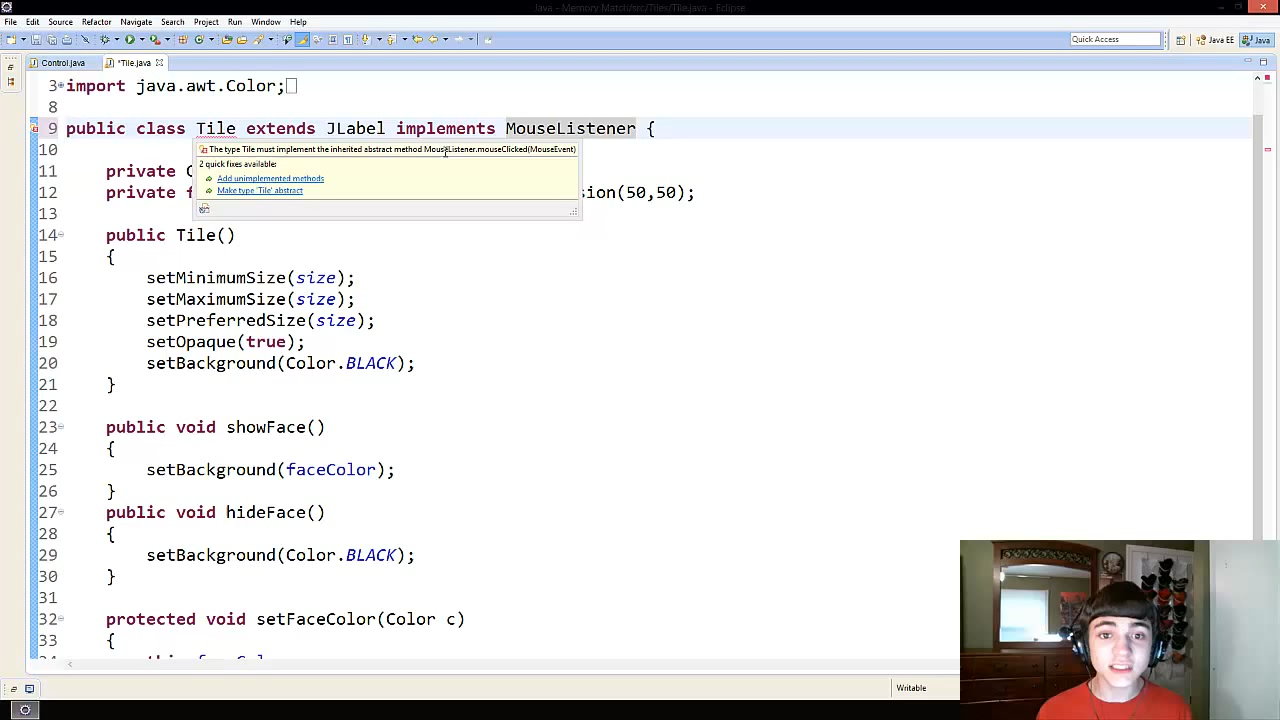 Java - Memory Match/src/Tiles/Tile.java - Eclipse
File Edit Source Refactor Navigate Search Project Run Window Help
Quick Access Java EE Java
Control.java *Tile.java
3 import java.awt.Color;
8
9 public class Tile extends JLabel implements MouseListener {
10 The type Tile must implement the inherited abstract method MouseListener.mouseClicked(MouseEvent)
2 quick fixes available:
11 private C
Add unimplemented methods
12 private f sion(50,50);
Make type 'Tile' abstract
13
14 public Tile()
15 {
16 setMinimumSize(size);
17 setMaximumSize(size);
18 setPreferredSize(size);
19 setOpaque(true);
20 setBackground(Color.BLACK);
21 }
22
23 public void showFace()
24 {
25 setBackground(faceColor);
26 }
27 public void hideFace()
28 {
29 setBackground(Color.BLACK);
30 }
31
32 protected void setFaceColor(Color c)
33 {
Writable